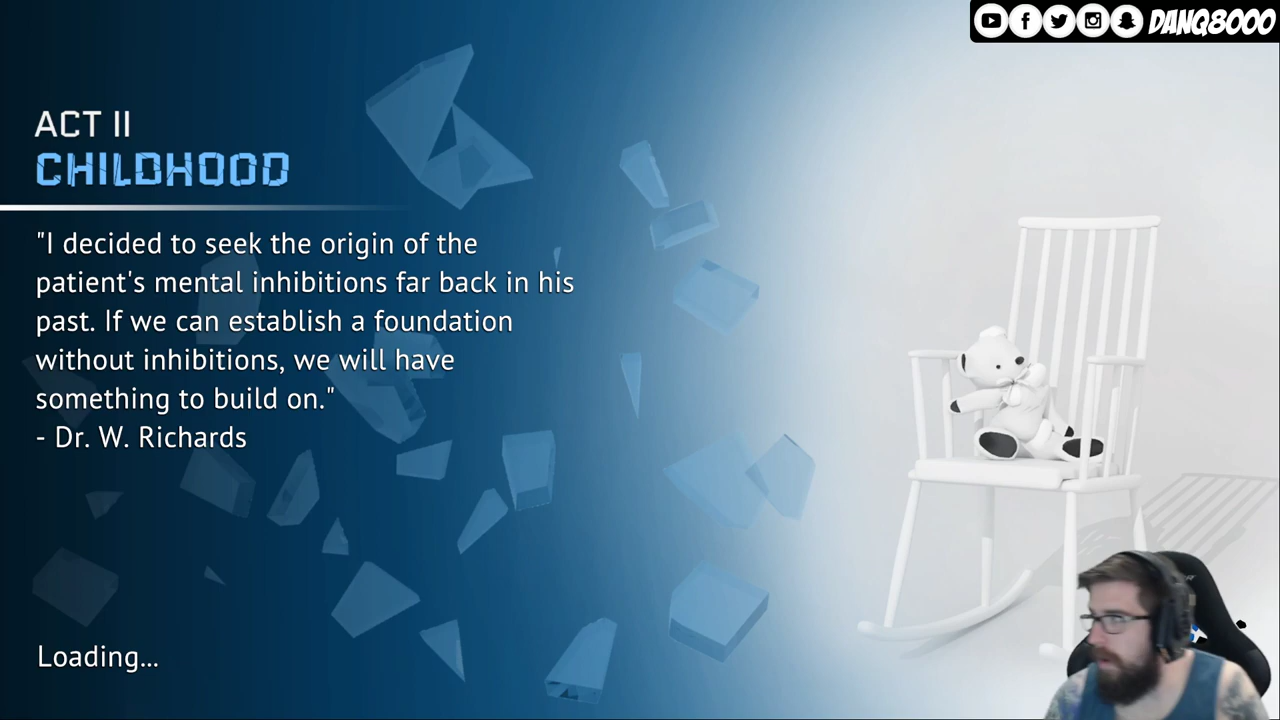 DANQ8000
ACT II
CHILDHOOD
"I decided to seek the origin of the
patient's mental inhibitions far back in his
past. If we can establish a foundation
without inhibitions, we will have
something to build on."
- Dr. W. Richards
Loading...